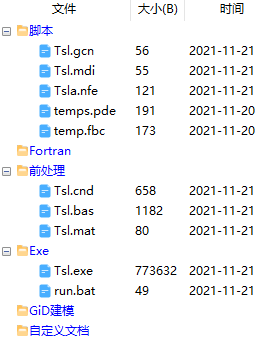 文件 大小(B) 时间
脚本
Tsl.gcn 56 2021-11-21
Tsl.mdi 55 2021-11-21
Tsla.nfe 121 2021-11-21
temps.pde 191 2021-11-20
temp.fbc 173 2021-11-20
Fortran
前处理
Tsl.cnd 658 2021-11-21
Tsl.bas 1182 2021-11-21
Tsl.mat 80 2021-11-21
Exe
Tsl.exe 773632 2021-11-21
run.bat 49 2021-11-21
GiD建模
自定义文档